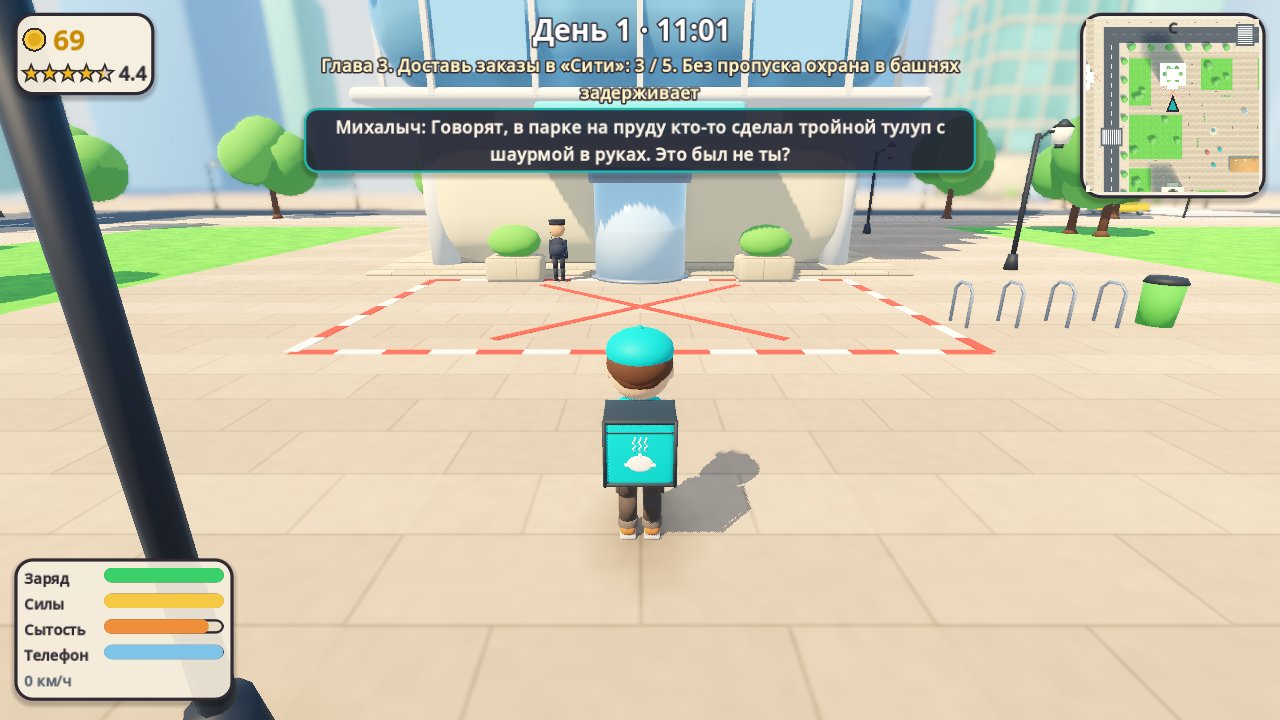 69
4.4
День 1 · 11:01
Глава 3. Доставь заказы в «Сити»: 3 / 5. Без пропуска охрана в башнях
задерживает
Михалыч: Говорят, в парке на пруду кто-то сделал тройной тулуп с
шаурмой в руках. Это был не ты?
С
Заряд
Силы
Сытость
Телефон
0 км/ч